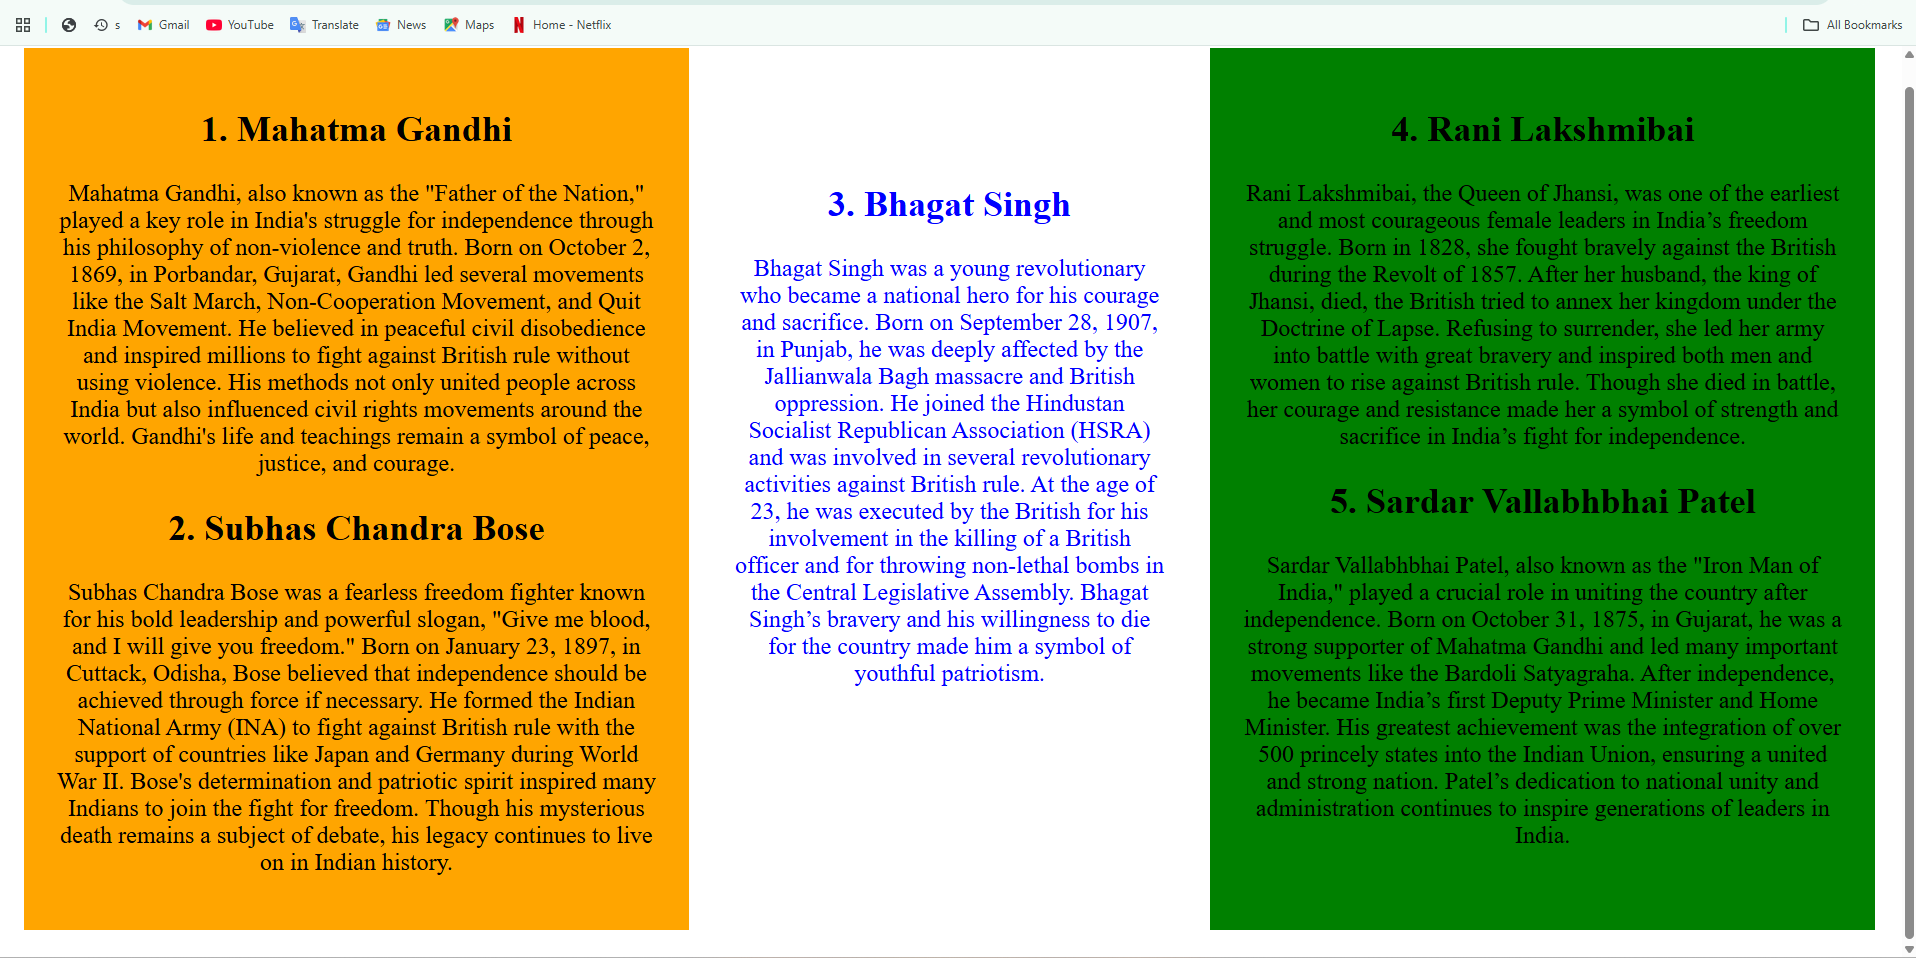 s
Gmail
YouTube
Translate
News
Maps
Home - Netflix
All Bookmarks
1. Mahatma Gandhi
Mahatma Gandhi, also known as the "Father of the Nation,"
played a key role in India's struggle for independence through
his philosophy of non-violence and truth. Born on October 2,
1869, in Porbandar, Gujarat, Gandhi led several movements
like the Salt March, Non-Cooperation Movement, and Quit
India Movement. He believed in peaceful civil disobedience
and inspired millions to fight against British rule without
using violence. His methods not only united people across
India but also influenced civil rights movements around the
world. Gandhi's life and teachings remain a symbol of peace,
justice, and courage.
2. Subhas Chandra Bose
Subhas Chandra Bose was a fearless freedom fighter known
for his bold leadership and powerful slogan, "Give me blood,
and I will give you freedom." Born on January 23, 1897, in
Cuttack, Odisha, Bose believed that independence should be
achieved through force if necessary. He formed the Indian
National Army (INA) to fight against British rule with the
support of countries like Japan and Germany during World
War II. Bose's determination and patriotic spirit inspired many
Indians to join the fight for freedom. Though his mysterious
death remains a subject of debate, his legacy continues to live
on in Indian history.
3. Bhagat Singh
Bhagat Singh was a young revolutionary
who became a national hero for his courage
and sacrifice. Born on September 28, 1907,
in Punjab, he was deeply affected by the
Jallianwala Bagh massacre and British
oppression. He joined the Hindustan
Socialist Republican Association (HSRA)
and was involved in several revolutionary
activities against British rule. At the age of
23, he was executed by the British for his
involvement in the killing of a British
officer and for throwing non-lethal bombs in
the Central Legislative Assembly. Bhagat
Singh’s bravery and his willingness to die
for the country made him a symbol of
youthful patriotism.
4. Rani Lakshmibai
Rani Lakshmibai, the Queen of Jhansi, was one of the earliest
and most courageous female leaders in India’s freedom
struggle. Born in 1828, she fought bravely against the British
during the Revolt of 1857. After her husband, the king of
Jhansi, died, the British tried to annex her kingdom under the
Doctrine of Lapse. Refusing to surrender, she led her army
into battle with great bravery and inspired both men and
women to rise against British rule. Though she died in battle,
her courage and resistance made her a symbol of strength and
sacrifice in India’s fight for independence.
5. Sardar Vallabhbhai Patel
Sardar Vallabhbhai Patel, also known as the "Iron Man of
India," played a crucial role in uniting the country after
independence. Born on October 31, 1875, in Gujarat, he was a
strong supporter of Mahatma Gandhi and led many important
movements like the Bardoli Satyagraha. After independence,
he became India’s first Deputy Prime Minister and Home
Minister. His greatest achievement was the integration of over
500 princely states into the Indian Union, ensuring a united
and strong nation. Patel’s dedication to national unity and
administration continues to inspire generations of leaders in
India.